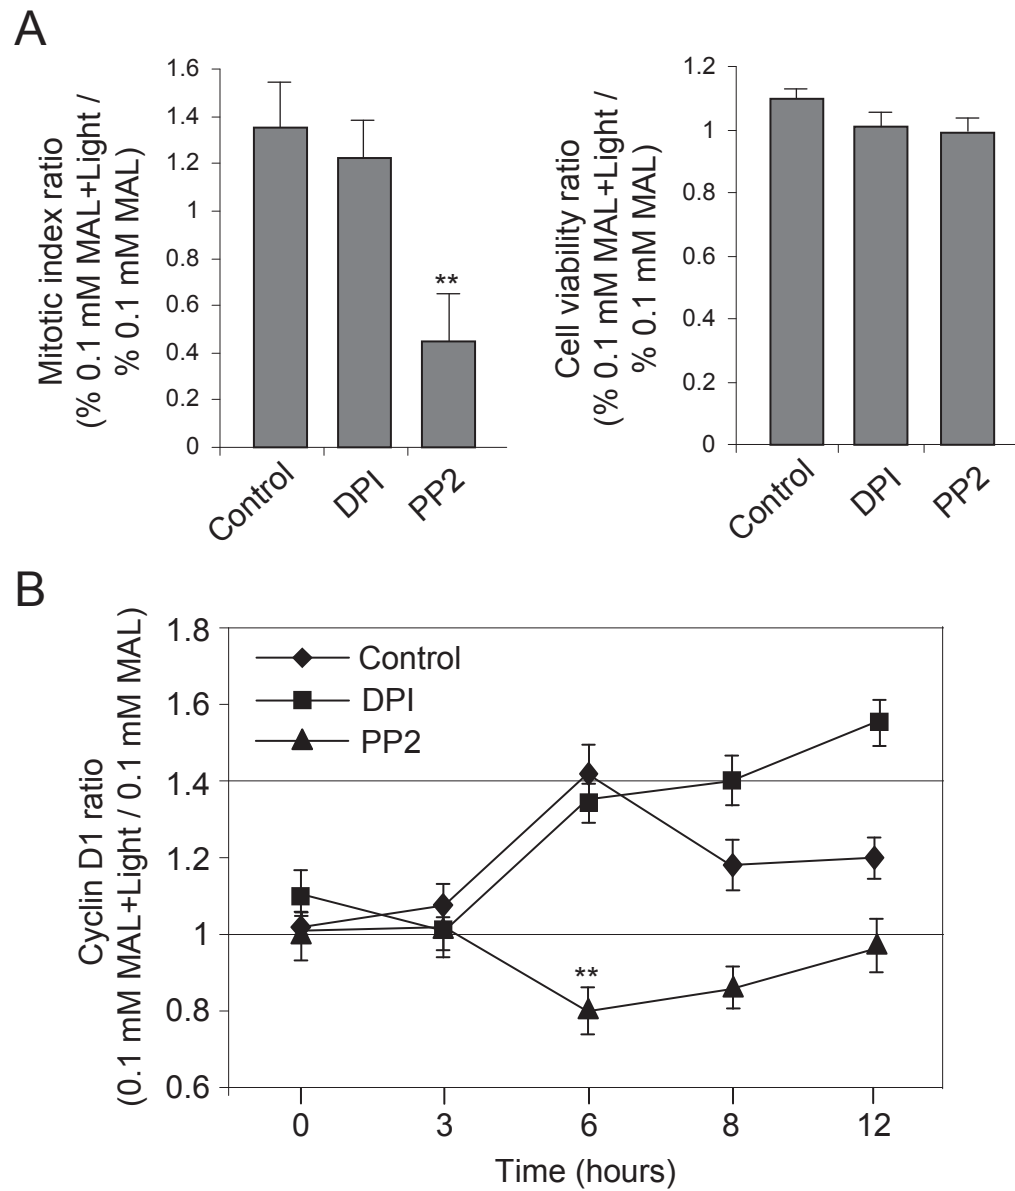 A
Mitotic index ratio
(% 0.1 mM MAL+Light /
% 0.1 mM MAL)
1.6
1.4
1.2
1
0.8
0.6
0.4
0.2
0
**
Control
DPI
PP2
Cell viability ratio
(% 0.1 mM MAL+Light /
% 0.1 mM MAL)
1.2
1
0.8
0.6
0.4
0.2
0
Control
DPI
PP2
B
Cyclin D1 ratio
(0.1 mM MAL+Light / 0.1 mM MAL)
1.8
1.6
1.4
1.2
1
0.8
0.6
Control
DPI
PP2
**
0
3
6
8
12
Time (hours)